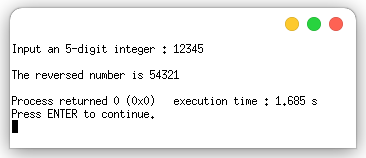 Input an 5-digit integer : 12345
The reversed number is 54321
Process returned 0 (0x0)   execution time : 1.685 s
Press ENTER to continue.